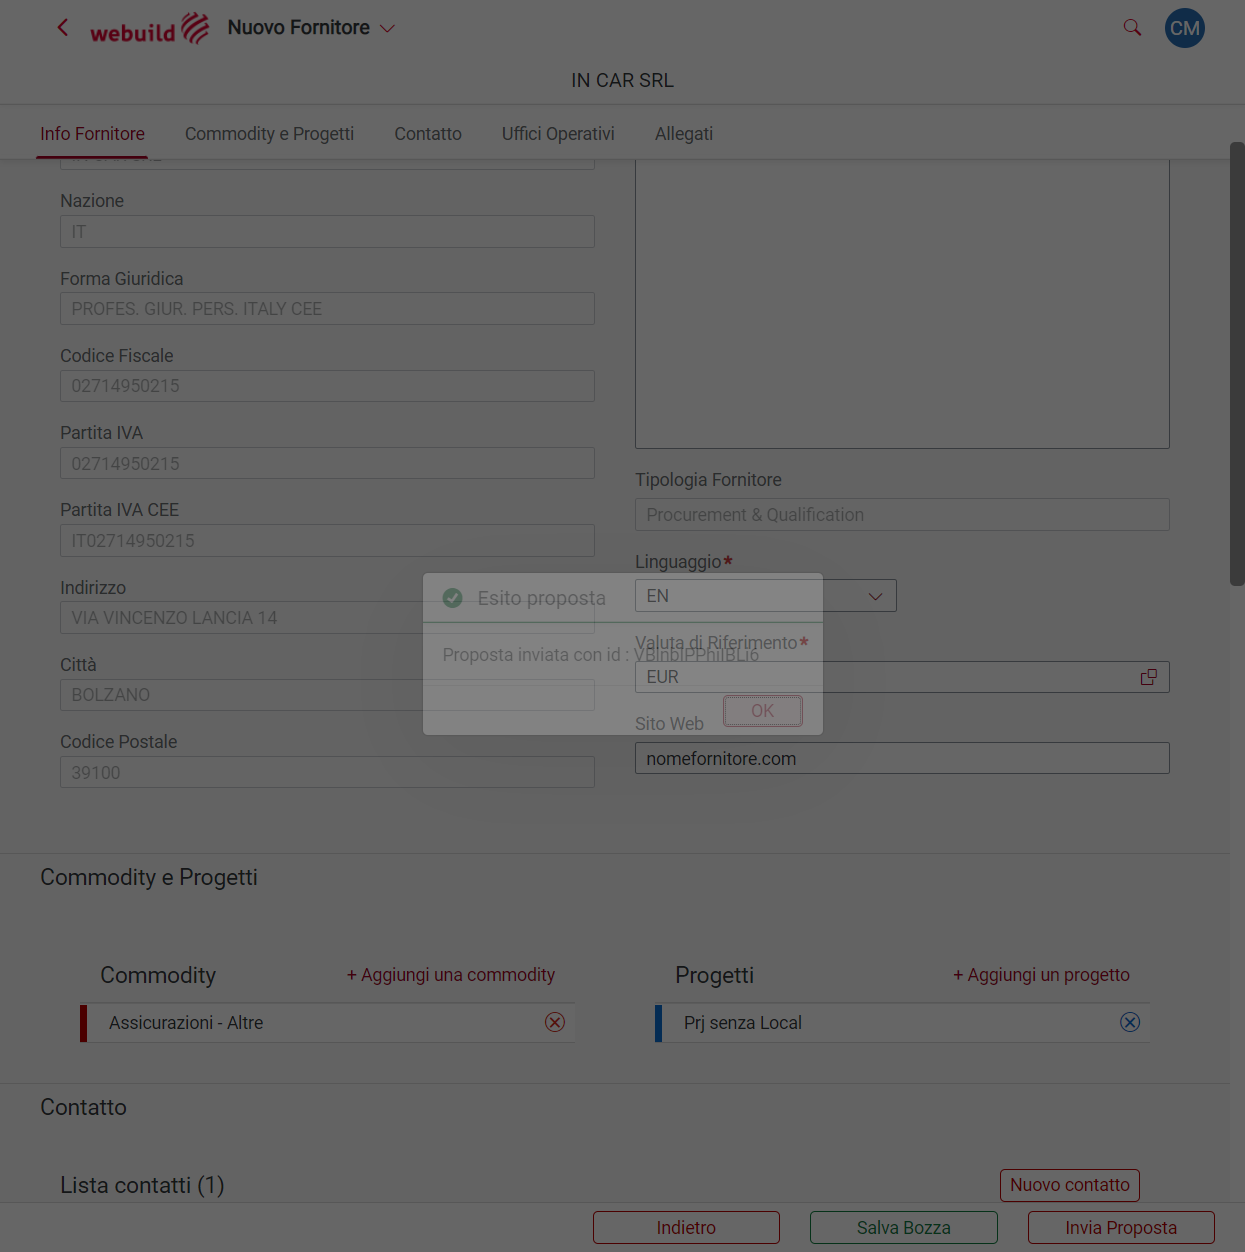 webuild Nuovo Fornitore
CM
IN CAR SRL
Info Fornitore
Commodity e Progetti
Contatto
Uffici Operativi
Allegati
Nazione
IT
Forma Giuridica
PROFES. GIUR. PERS. ITALY CEE
Codice Fiscale
02714950215
Partita IVA
02714950215
Partita IVA CEE
IT02714950215
Indirizzo
VIA VINCENZO LANCIA 14
Città
BOLZANO
Codice Postale
39100
Tipologia Fornitore
Procurement & Qualification
Linguaggio*
EN
Valuta di Riferimento*
EUR
Sito Web
nomefornitore.com
Esito proposta
Proposta inviata con id :
OK
Commodity e Progetti
Commodity
+ Aggiungi una commodity
Assicurazioni - Altre
Progetti
+ Aggiungi un progetto
Prj senza Local
Contatto
Lista contatti (1)
Nuovo contatto
Indietro
Salva Bozza
Invia Proposta